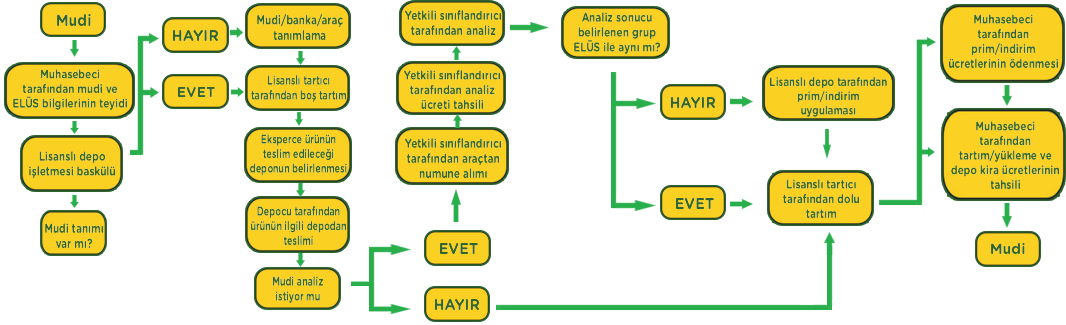 Mudi
Muhasebeci
tarafından mudi ve
ELÜS bilgilerinin teyidi
Lisanslı depo
işletmesi baskülü
Mudi tanımı
var mı?
HAYIR
EVET
Mudi/banka/araç
tanımlama
Lisanslı tartıcı
tarafından boş tartım
Eksperce ürünün
teslim edileceği
deponun belirlenmesi
Depocu tarafından
ürünün ilgili depodan
teslimi
Mudi analiz
istiyor mu
EVET
HAYIR
Yetkili sınıflandırıcı
tarafından araçtan
numune alımı
Yetkili sınıflandırıcı
tarafından analiz
ücreti tahsili
Yetkili sınıflandırıcı
tarafından analiz
Analiz sonucu
belirlenen grup
ELÜS ile aynı mı?
HAYIR
EVET
Lisanslı depo tarafından
prim/indirim
uygulaması
Lisanslı tartıcı
tarafından dolu
tartım
Muhasebeci
tarafından
prim/indirim
ücretlerinin ödenmesi
Muhasebeci
tarafından
tartım/yükleme ve
depo kira ücretlerinin
tahsili
Mudi